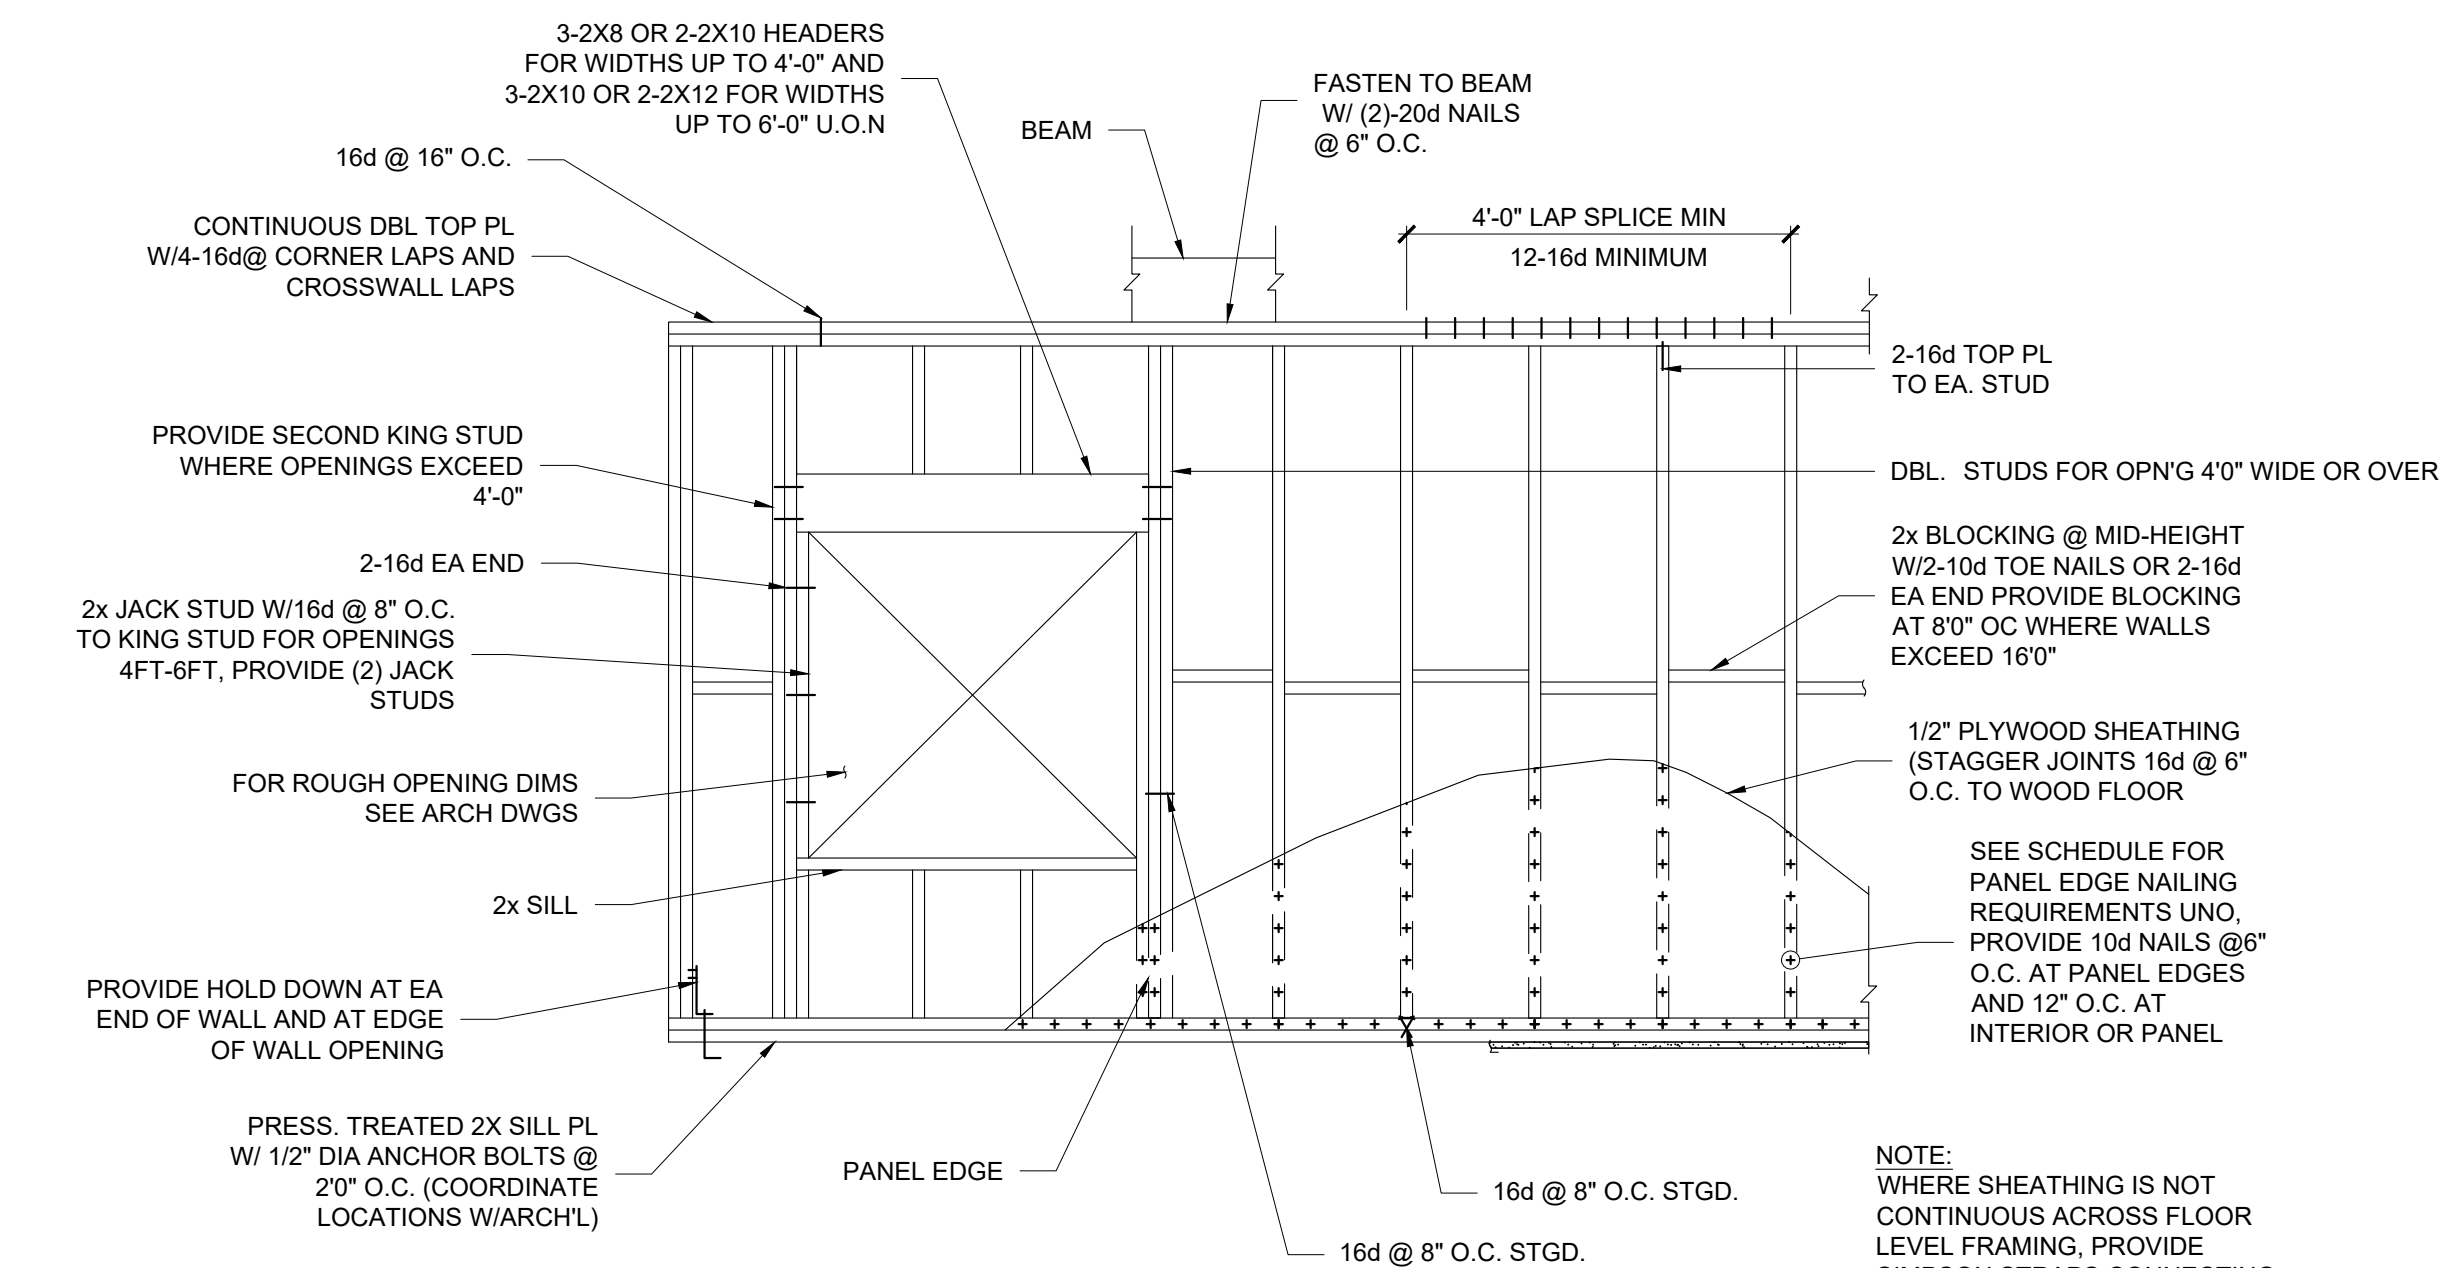 3-2X8 OR 2-2X10 HEADERS
FOR WIDTHS UP TO 4'-0" AND
3-2X10 OR 2-2X12 FOR WIDTHS
UP TO 6'-0" U.O.N
FASTEN TO BEAM
W/ (2)-20d NAILS
@ 6" O.C.
BEAM
16d @ 16" O.C.
CONTINUOUS DBL TOP PL
W/4-16d@ CORNER LAPS AND
CROSSWALL LAPS
4'-0" LAP SPLICE MIN
12-16d MINIMUM
2-16d TOP PL
TO EA. STUD
PROVIDE SECOND KING STUD
WHERE OPENINGS EXCEED
4'-0"
DBL. STUDS FOR OPN'G 4'0" WIDE OR OVER
2-16d EA END
2x BLOCKING @ MID-HEIGHT
W/2-10d TOE NAILS OR 2-16d
EA END PROVIDE BLOCKING
AT 8'0" OC WHERE WALLS
EXCEED 16'0"
2x JACK STUD W/16d @ 8" O.C.
TO KING STUD FOR OPENINGS
4FT-6FT, PROVIDE (2) JACK
STUDS
FOR ROUGH OPENING DIMS
SEE ARCH DWGS
1/2" PLYWOOD SHEATHING
(STAGGER JOINTS 16d @ 6"
O.C. TO WOOD FLOOR
2x SILL
SEE SCHEDULE FOR
PANEL EDGE NAILING
REQUIREMENTS UNO,
PROVIDE 10d NAILS @6"
O.C. AT PANEL EDGES
AND 12" O.C. AT
INTERIOR OR PANEL
PROVIDE HOLD DOWN AT EA
END OF WALL AND AT EDGE
OF WALL OPENING
PRESS. TREATED 2X SILL PL
W/ 1/2" DIA ANCHOR BOLTS @
2'0" O.C. (COORDINATE
LOCATIONS W/ARCH'L)
PANEL EDGE
16d @ 8" O.C. STGD.
16d @ 8" O.C. STGD.
NOTE:
WHERE SHEATHING IS NOT
CONTINUOUS ACROSS FLOOR
LEVEL FRAMING, PROVIDE